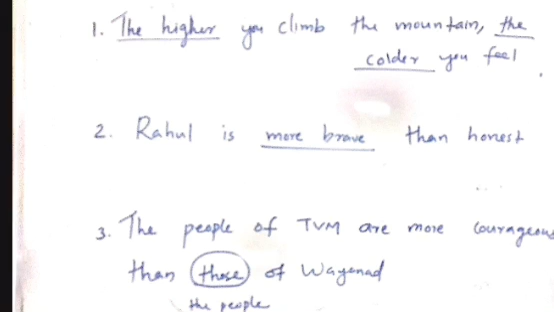 1. The higher you climb the mountain, the
colder you feel.
2. Rahul is more brave than honest
3. The people of TVM are more courageous
than those of Wayanad
the people